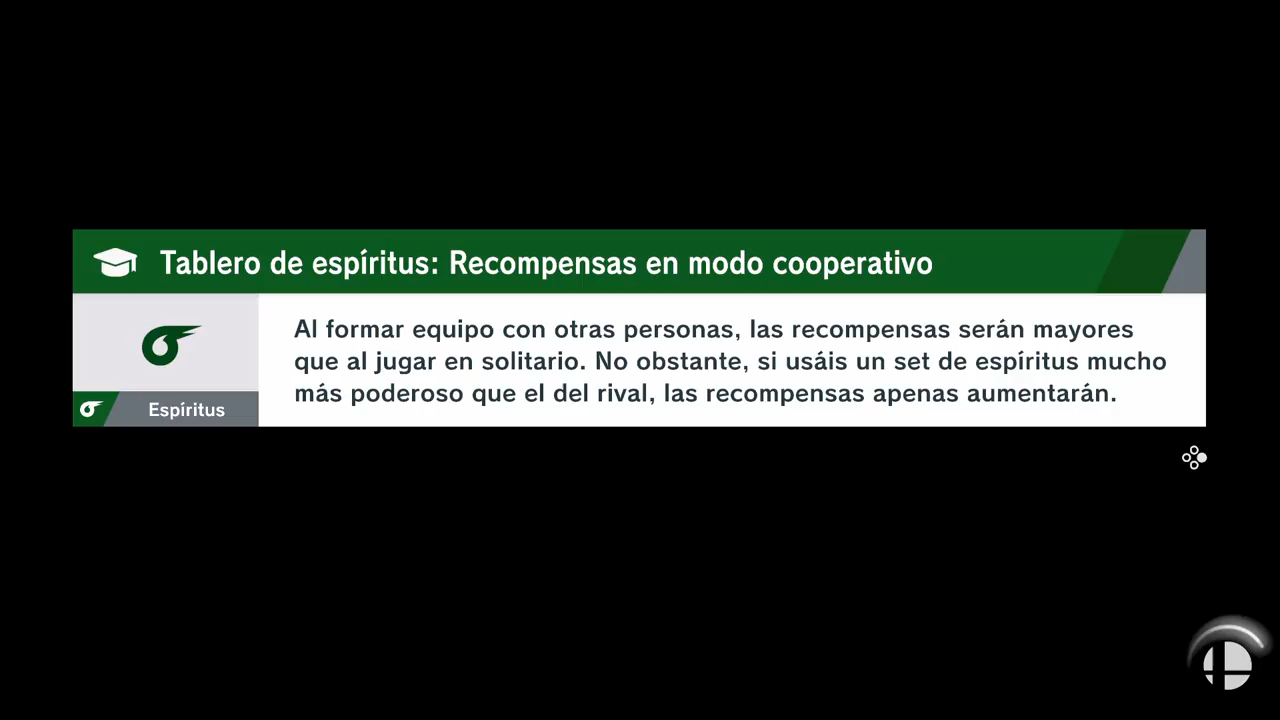 Tablero de espíritus: Recompensas en modo cooperativo
Al formar equipo con otras personas, las recompensas serán mayores
que al jugar en solitario. No obstante, si usáis un set de espíritus mucho
más poderoso que el del rival, las recompensas apenas aumentarán.
Espíritus